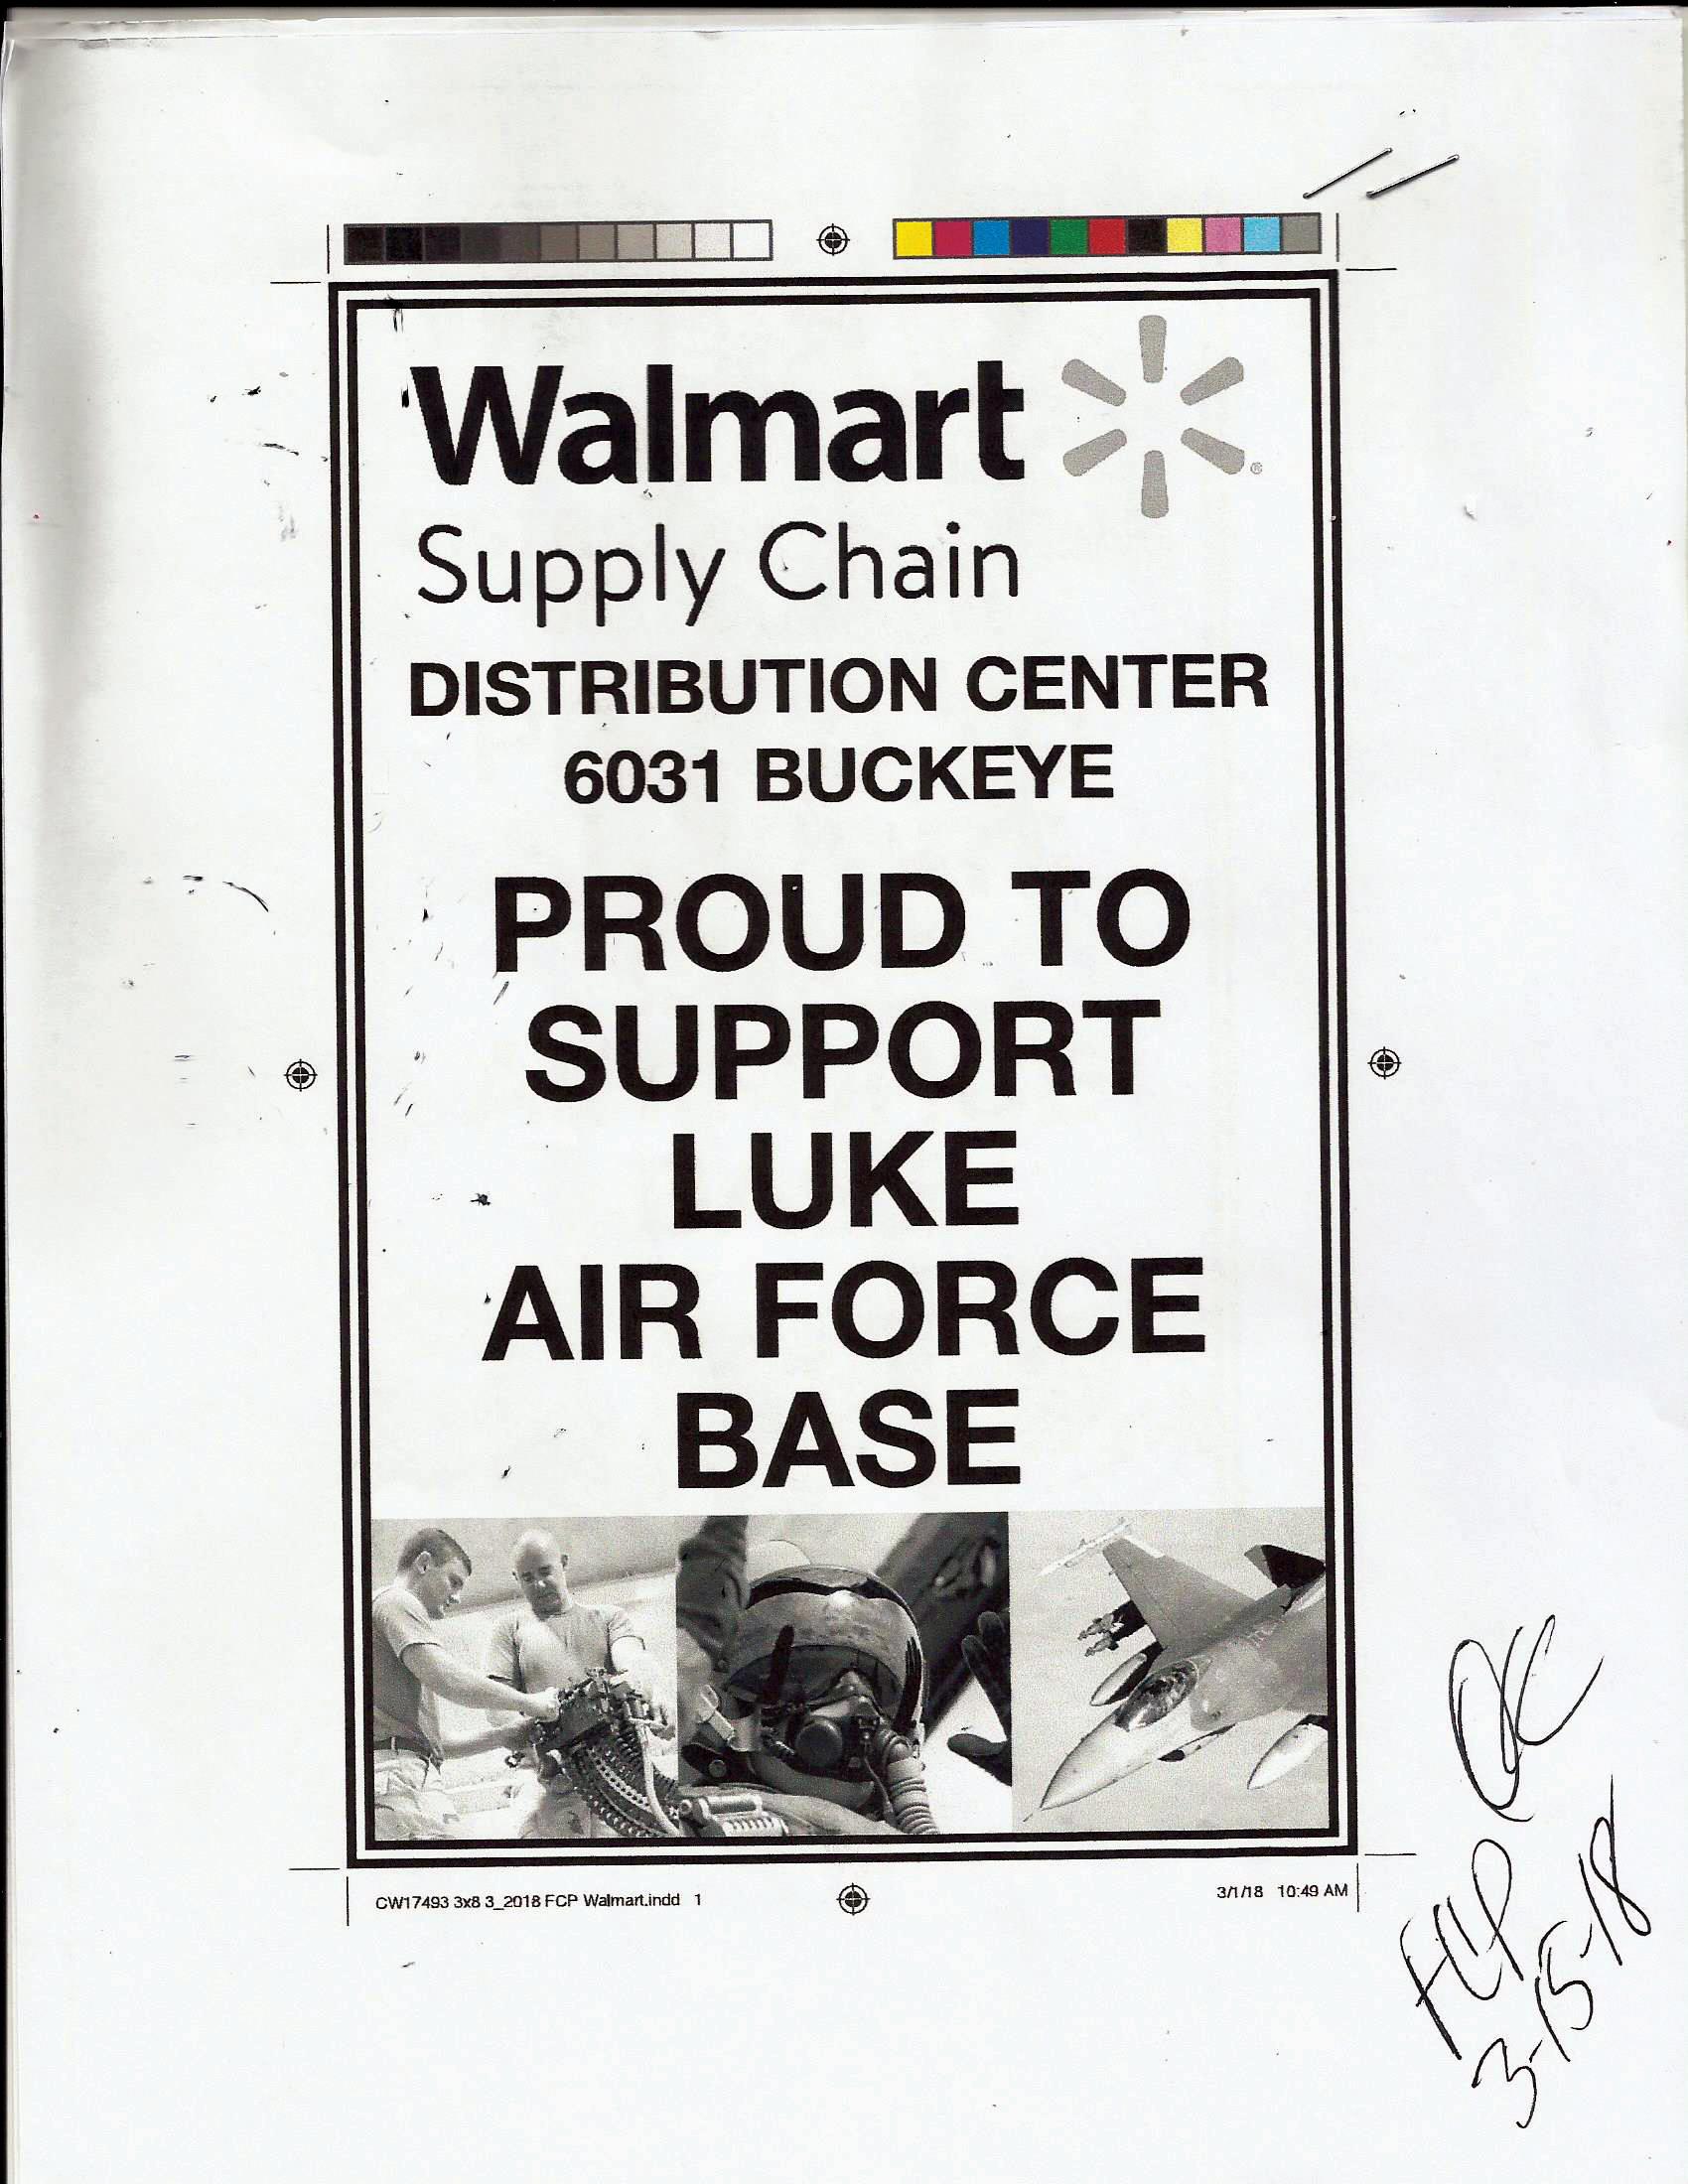 Walmart
Supply Chain
DISTRIBUTION CENTER
6031 BUCKEYE
PROUD TO
SUPPORT
LUKE
AIR FORCE
BASE
CW17493 3x8 3_2018 FCP Walmart.indd 1
3/1/18 10:49 AM
FCP
3-15-18